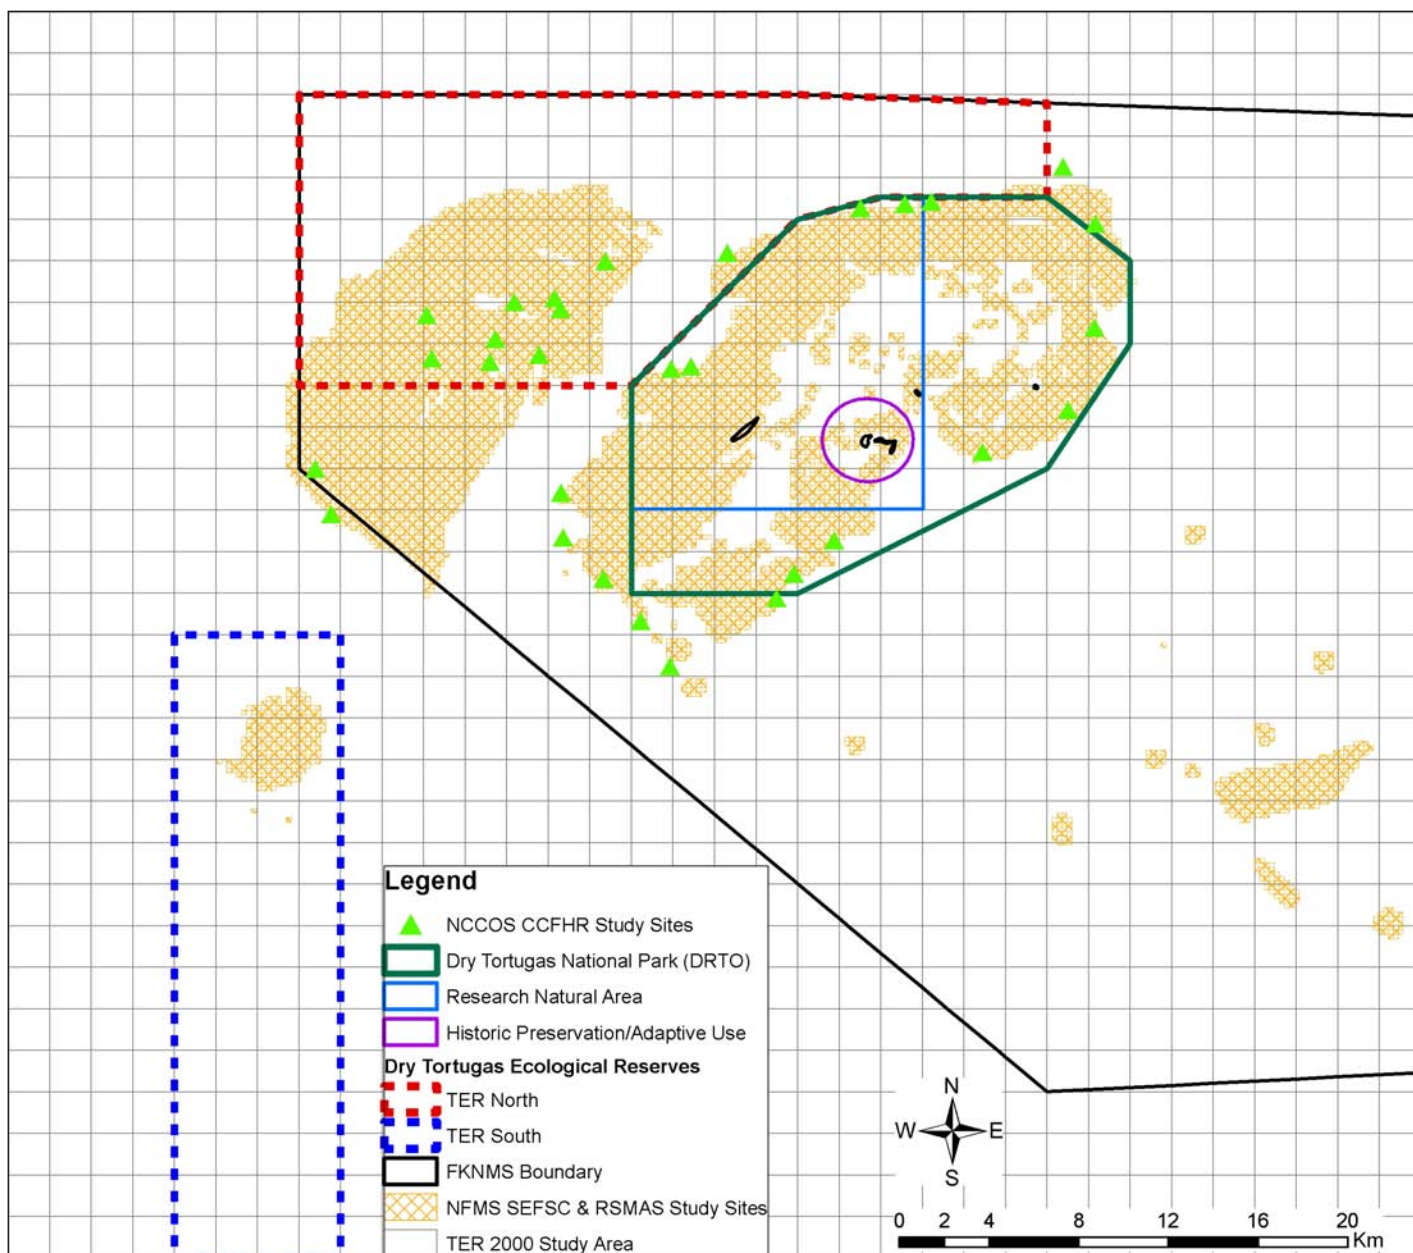 Legend
NCCOS CCFHR Study Sites
Dry Tortugas National Park (DRTO)
Research Natural Area
Historic Preservation/Adaptive Use
Dry Tortugas Ecological Reserves
TER North
TER South
FKNMS Boundary
NFMS SEFSC & RSMAS Study Sites
TER 2000 Study Area
N
W E
S
0 2 4 8 12 16 20
Km